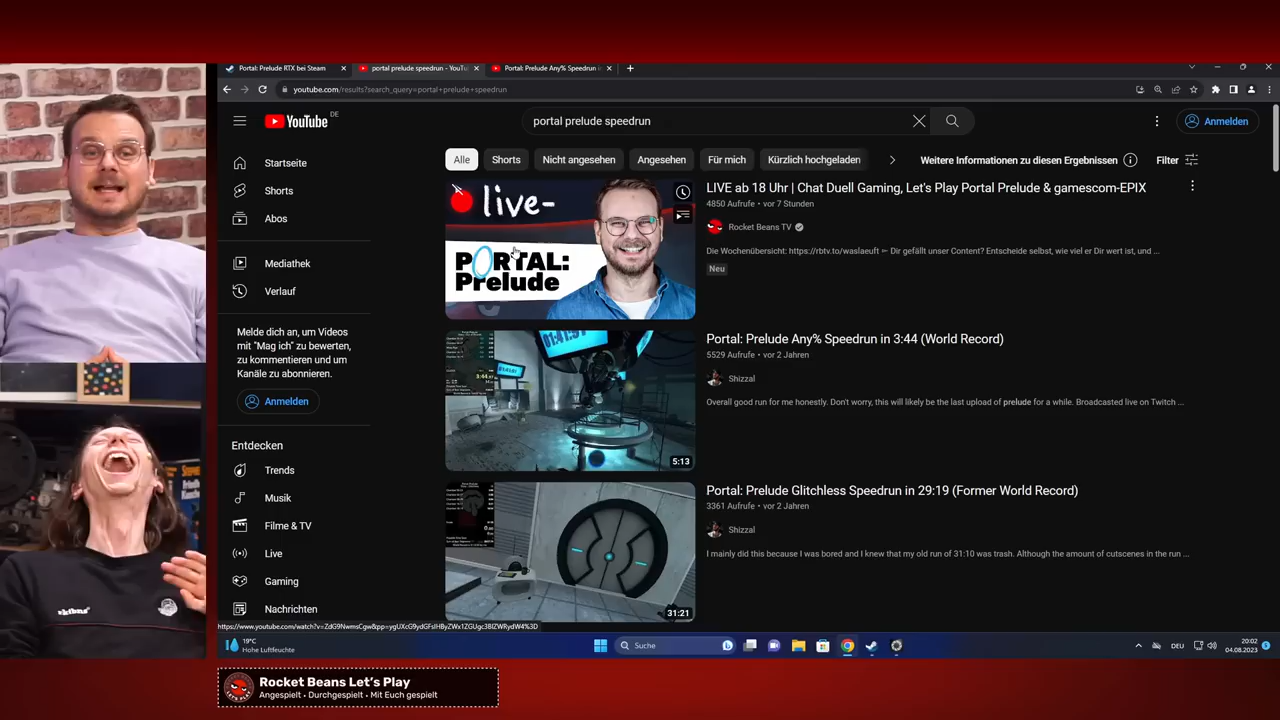 Portal: Prelude RTX bei Steam
portal prelude speedrun - YouTu
Portal: Prelude Any% Speedrun in
youtube.com/results?search_query=portal+prelude+speedrun
YouTube DE
portal prelude speedrun
Anmelden
Alle
Shorts
Nicht angesehen
Angesehen
Für mich
Kürzlich hochgeladen
Weitere Informationen zu diesen Ergebnissen
Filter
Startseite
Shorts
Abos
Mediathek
Verlauf
Melde dich an, um Videos
mit "Mag ich" zu bewerten,
zu kommentieren und um
Kanäle zu abonnieren.
Anmelden
Entdecken
Trends
Musik
Filme & TV
Live
Gaming
Nachrichten
live-
PORTAL:
Prelude
LIVE ab 18 Uhr | Chat Duell Gaming, Let's Play Portal Prelude & gamescom-EPIX
4850 Aufrufe • vor 7 Stunden
Rocket Beans TV
Die Wochenübersicht: https://rbtv.to/waslaeuft ► Dir gefällt unser Content? Entscheide selbst, wie viel er Dir wert ist, und ...
Neu
5:13
Portal: Prelude Any% Speedrun in 3:44 (World Record)
5529 Aufrufe • vor 2 Jahren
Shizzal
Overall good run for me honestly. Don't worry, this will likely be the last upload of prelude for a while. Broadcasted live on Twitch ...
31:21
Portal: Prelude Glitchless Speedrun in 29:19 (Former World Record)
3361 Aufrufe • vor 2 Jahren
Shizzal
I mainly did this because I was bored and I knew that my old run of 31:10 was trash. Although the amount of cutscenes in the run ...
19°C
Hohe Luftfeuchte
Suche
DEU
20:02
04.08.2023
Rocket Beans Let's Play
Angespielt • Durchgespielt • Mit Euch gespielt